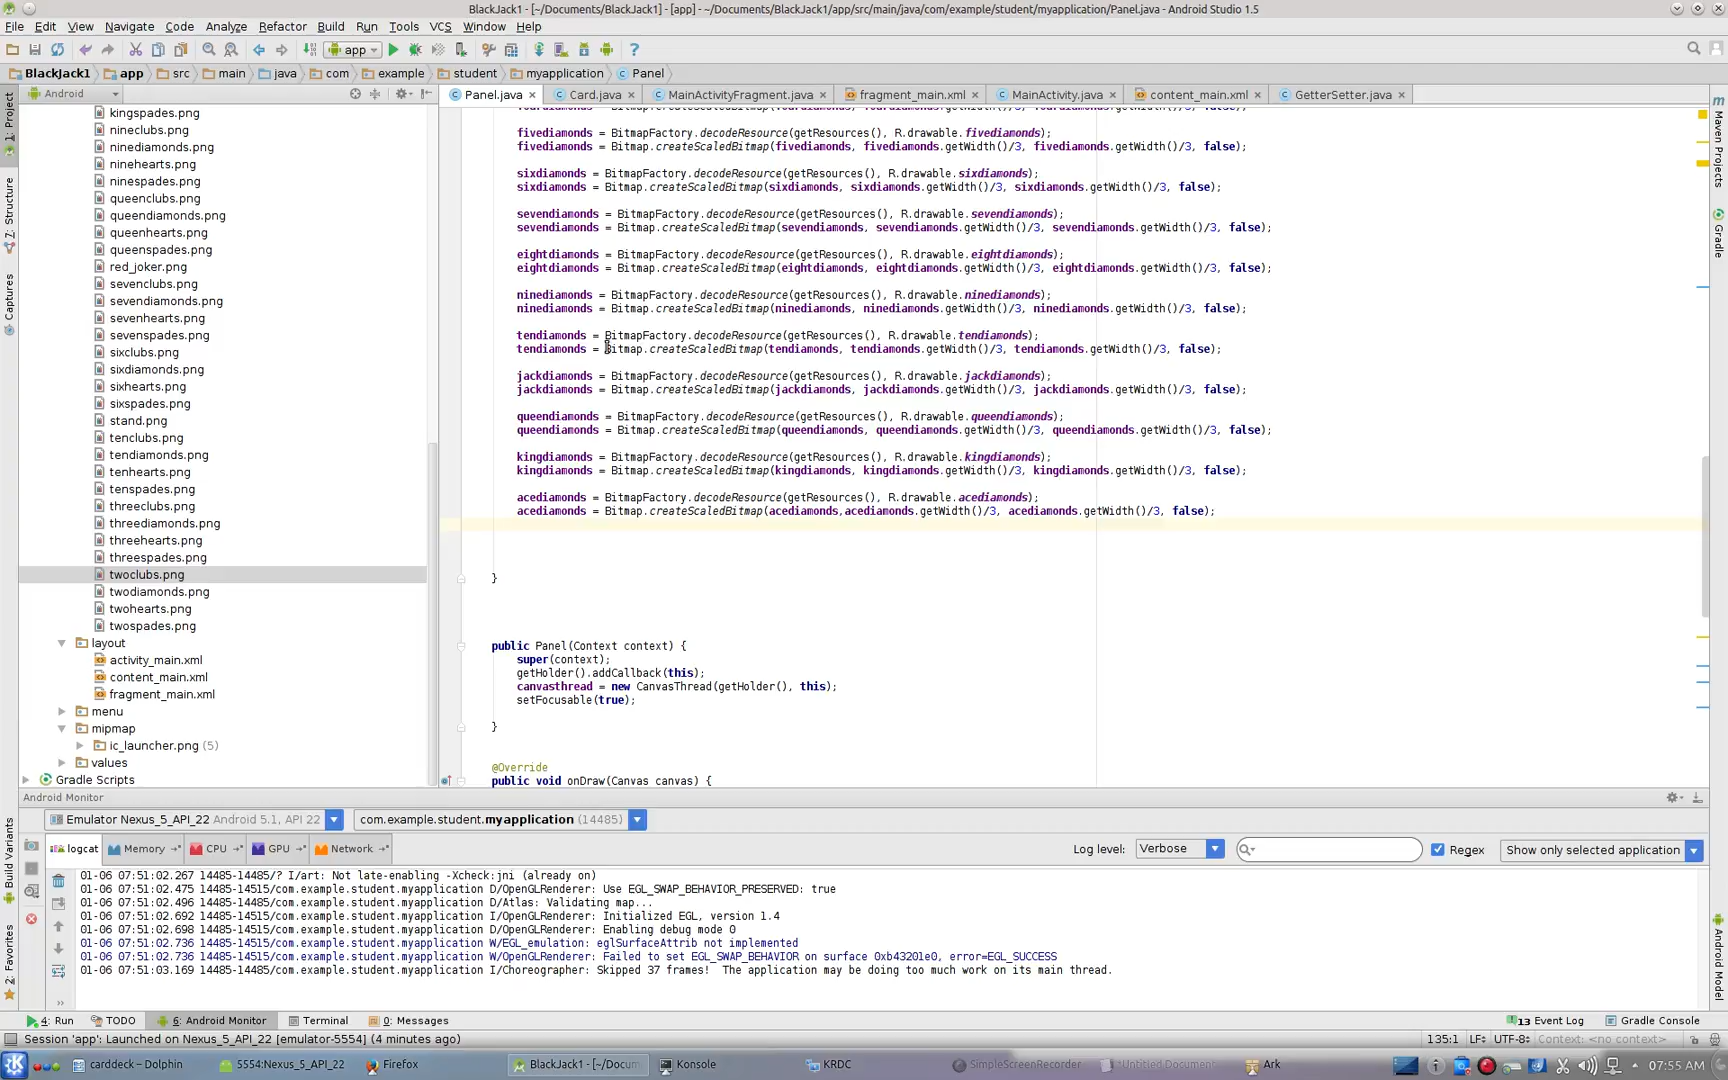 BlackJack1 - [~/Documents/BlackJack1] - [app] - ~/Documents/BlackJack1/app/src/main/java/com/example/student/myapplication/Panel.java - Android Studio 1.5
File Edit View Navigate Code Analyze Refactor Build Run Tools VCS Window Help
app
BlackJack1 app src main java com example student myapplication Panel
Android
Panel.java Card.java MainActivityFragment.java fragment_main.xml MainActivity.java content_main.xml GetterSetter.java
1: Project
7: Structure
Captures
Build Variants
2: Favorites
kingspades.png
nineclubs.png
ninediamonds.png
ninehearts.png
ninespades.png
queenclubs.png
queendiamonds.png
queenhearts.png
queenspades.png
red_joker.png
sevenclubs.png
sevendiamonds.png
sevenhearts.png
sevenspades.png
sixclubs.png
sixdiamonds.png
sixhearts.png
sixspades.png
stand.png
tenclubs.png
tendiamonds.png
tenhearts.png
tenspades.png
threeclubs.png
threediamonds.png
threehearts.png
threespades.png
twoclubs.png
twodiamonds.png
twohearts.png
twospades.png
layout
activity_main.xml
content_main.xml
fragment_main.xml
menu
mipmap
ic_launcher.png (5)
values
Gradle Scripts
fivediamonds = BitmapFactory.decodeResource(getResources(), R.drawable.fivediamonds);
fivediamonds = Bitmap.createScaledBitmap(fivediamonds, fivediamonds.getWidth()/3, fivediamonds.getWidth()/3, false);
sixdiamonds = BitmapFactory.decodeResource(getResources(), R.drawable.sixdiamonds);
sixdiamonds = Bitmap.createScaledBitmap(sixdiamonds, sixdiamonds.getWidth()/3, sixdiamonds.getWidth()/3, false);
sevendiamonds = BitmapFactory.decodeResource(getResources(), R.drawable.sevendiamonds);
sevendiamonds = Bitmap.createScaledBitmap(sevendiamonds, sevendiamonds.getWidth()/3, sevendiamonds.getWidth()/3, false);
eightdiamonds = BitmapFactory.decodeResource(getResources(), R.drawable.eightdiamonds);
eightdiamonds = Bitmap.createScaledBitmap(eightdiamonds, eightdiamonds.getWidth()/3, eightdiamonds.getWidth()/3, false);
ninediamonds = BitmapFactory.decodeResource(getResources(), R.drawable.ninediamonds);
ninediamonds = Bitmap.createScaledBitmap(ninediamonds, ninediamonds.getWidth()/3, ninediamonds.getWidth()/3, false);
tendiamonds = BitmapFactory.decodeResource(getResources(), R.drawable.tendiamonds);
tendiamonds = Bitmap.createScaledBitmap(tendiamonds, tendiamonds.getWidth()/3, tendiamonds.getWidth()/3, false);
jackdiamonds = BitmapFactory.decodeResource(getResources(), R.drawable.jackdiamonds);
jackdiamonds = Bitmap.createScaledBitmap(jackdiamonds, jackdiamonds.getWidth()/3, jackdiamonds.getWidth()/3, false);
queendiamonds = BitmapFactory.decodeResource(getResources(), R.drawable.queendiamonds);
queendiamonds = Bitmap.createScaledBitmap(queendiamonds, queendiamonds.getWidth()/3, queendiamonds.getWidth()/3, false);
kingdiamonds = BitmapFactory.decodeResource(getResources(), R.drawable.kingdiamonds);
kingdiamonds = Bitmap.createScaledBitmap(kingdiamonds, kingdiamonds.getWidth()/3, kingdiamonds.getWidth()/3, false);
acediamonds = BitmapFactory.decodeResource(getResources(), R.drawable.acediamonds);
acediamonds = Bitmap.createScaledBitmap(acediamonds,acediamonds.getWidth()/3, acediamonds.getWidth()/3, false);
}
public Panel(Context context) {
super(context);
getHolder().addCallback(this);
canvasthread = new CanvasThread(getHolder(), this);
setFocusable(true);
}
@Override
public void onDraw(Canvas canvas) {
Maven Projects
Gradle
Android Model
Android Monitor
Emulator Nexus_5_API_22 Android 5.1, API 22 com.example.student.myapplication (14485)
logcat Memory CPU GPU Network Log level: Verbose Regex Show only selected application
01-06 07:51:02.267 14485-14485/? I/art: Not late-enabling -Xcheck:jni (already on)
01-06 07:51:02.475 14485-14515/com.example.student.myapplication D/OpenGLRenderer: Use EGL_SWAP_BEHAVIOR_PRESERVED: true
01-06 07:51:02.496 14485-14485/com.example.student.myapplication D/Atlas: Validating map...
01-06 07:51:02.692 14485-14515/com.example.student.myapplication I/OpenGLRenderer: Initialized EGL, version 1.4
01-06 07:51:02.698 14485-14515/com.example.student.myapplication D/OpenGLRenderer: Enabling debug mode 0
01-06 07:51:02.736 14485-14515/com.example.student.myapplication W/EGL_emulation: eglSurfaceAttrib not implemented
01-06 07:51:02.736 14485-14515/com.example.student.myapplication W/OpenGLRenderer: Failed to set EGL_SWAP_BEHAVIOR on surface 0xb43201e0, error=EGL_SUCCESS
01-06 07:51:03.169 14485-14485/com.example.student.myapplication I/Choreographer: Skipped 37 frames! The application may be doing too much work on its main thread.
4: Run TODO 6: Android Monitor Terminal 0: Messages 13 Event Log Gradle Console
Session 'app': Launched on Nexus_5_API_22 [emulator-5554] (4 minutes ago) 135:1 LF UTF-8 Context: <no context>
carddeck - Dolphin 5554:Nexus_5_API_22 Firefox BlackJack1 - [~/Docum Konsole KRDC SimpleScreenRecorder Untitled Document Ark 07:55 AM